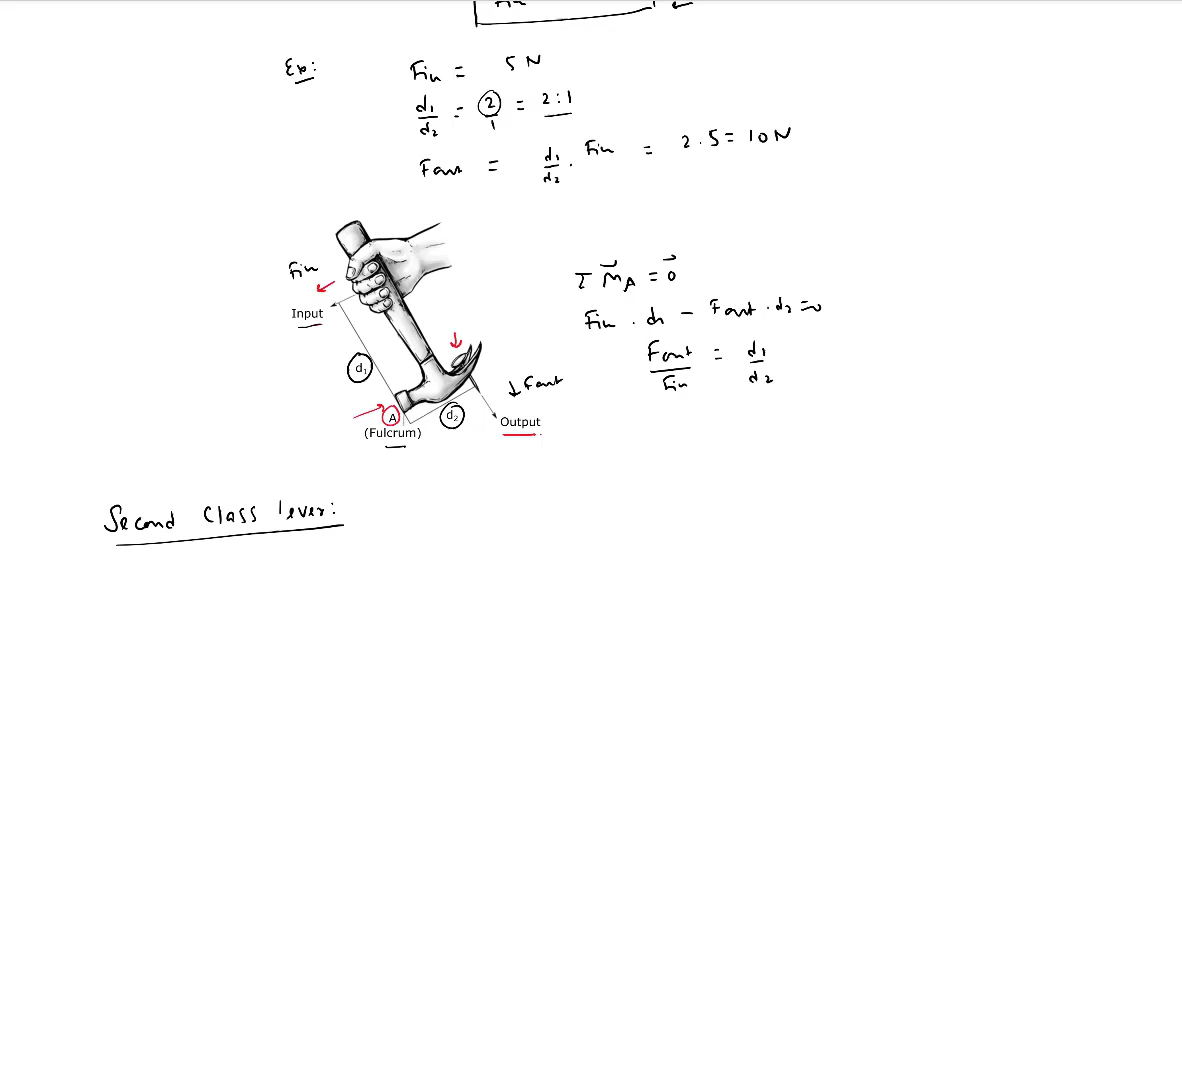 Ex:
Fin = 5 N
d1/d2 = 2/1 = 2:1
Fout = d1/d2 · Fin = 2 . 5 = 10 N
Fin
Input
d1
A
(Fulcrum)
d2
↓ Fout
Output
Σ M⃗A = 0⃗
Fin . d1 - Fout . d2 = 0
Fout/Fin = d1/d2
Second Class lever: